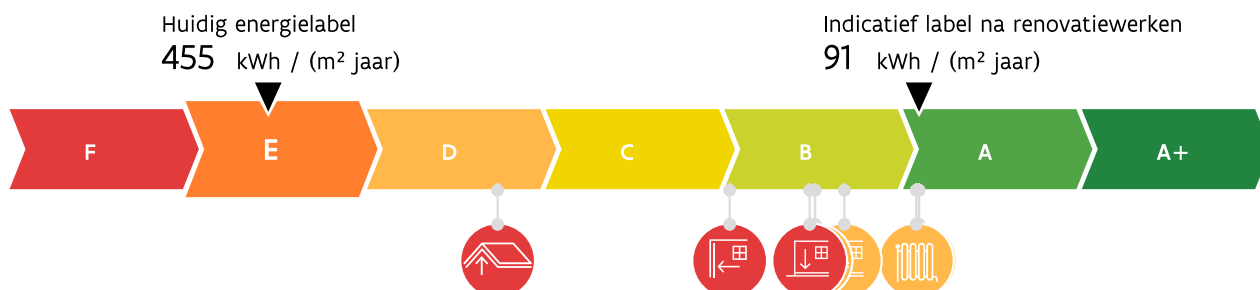 Huidig energielabel
455 kWh / (m² jaar)
Indicatief label na renovatiewerken
91 kWh / (m² jaar)
F E D C B A A+